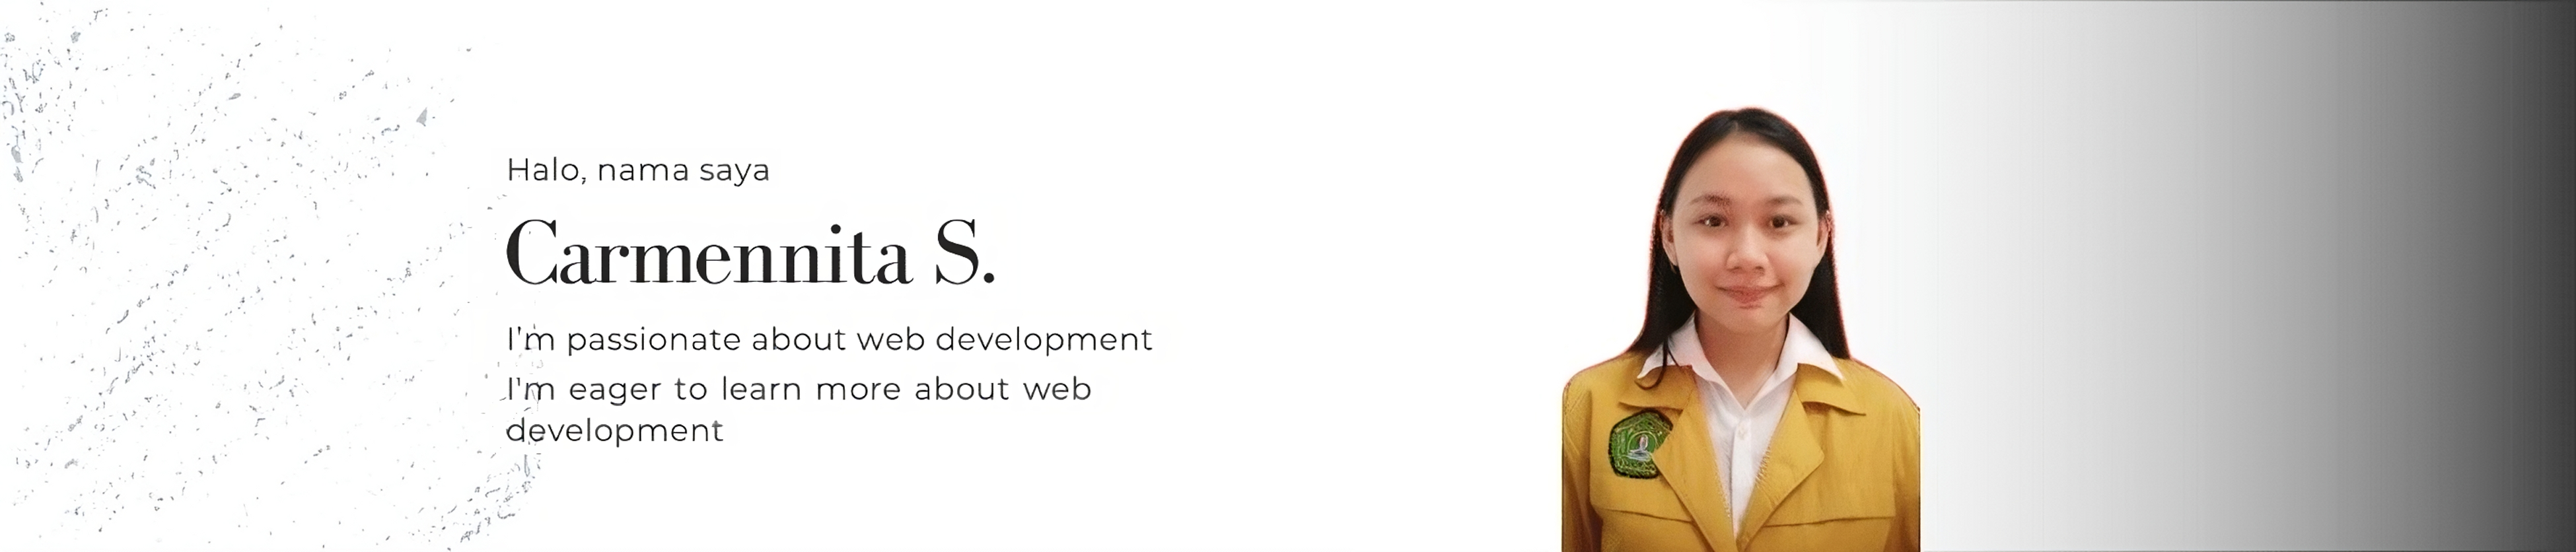 Halo, nama saya
Carmennita S.
I'm passionate about web development
I'm eager to learn more about web
development